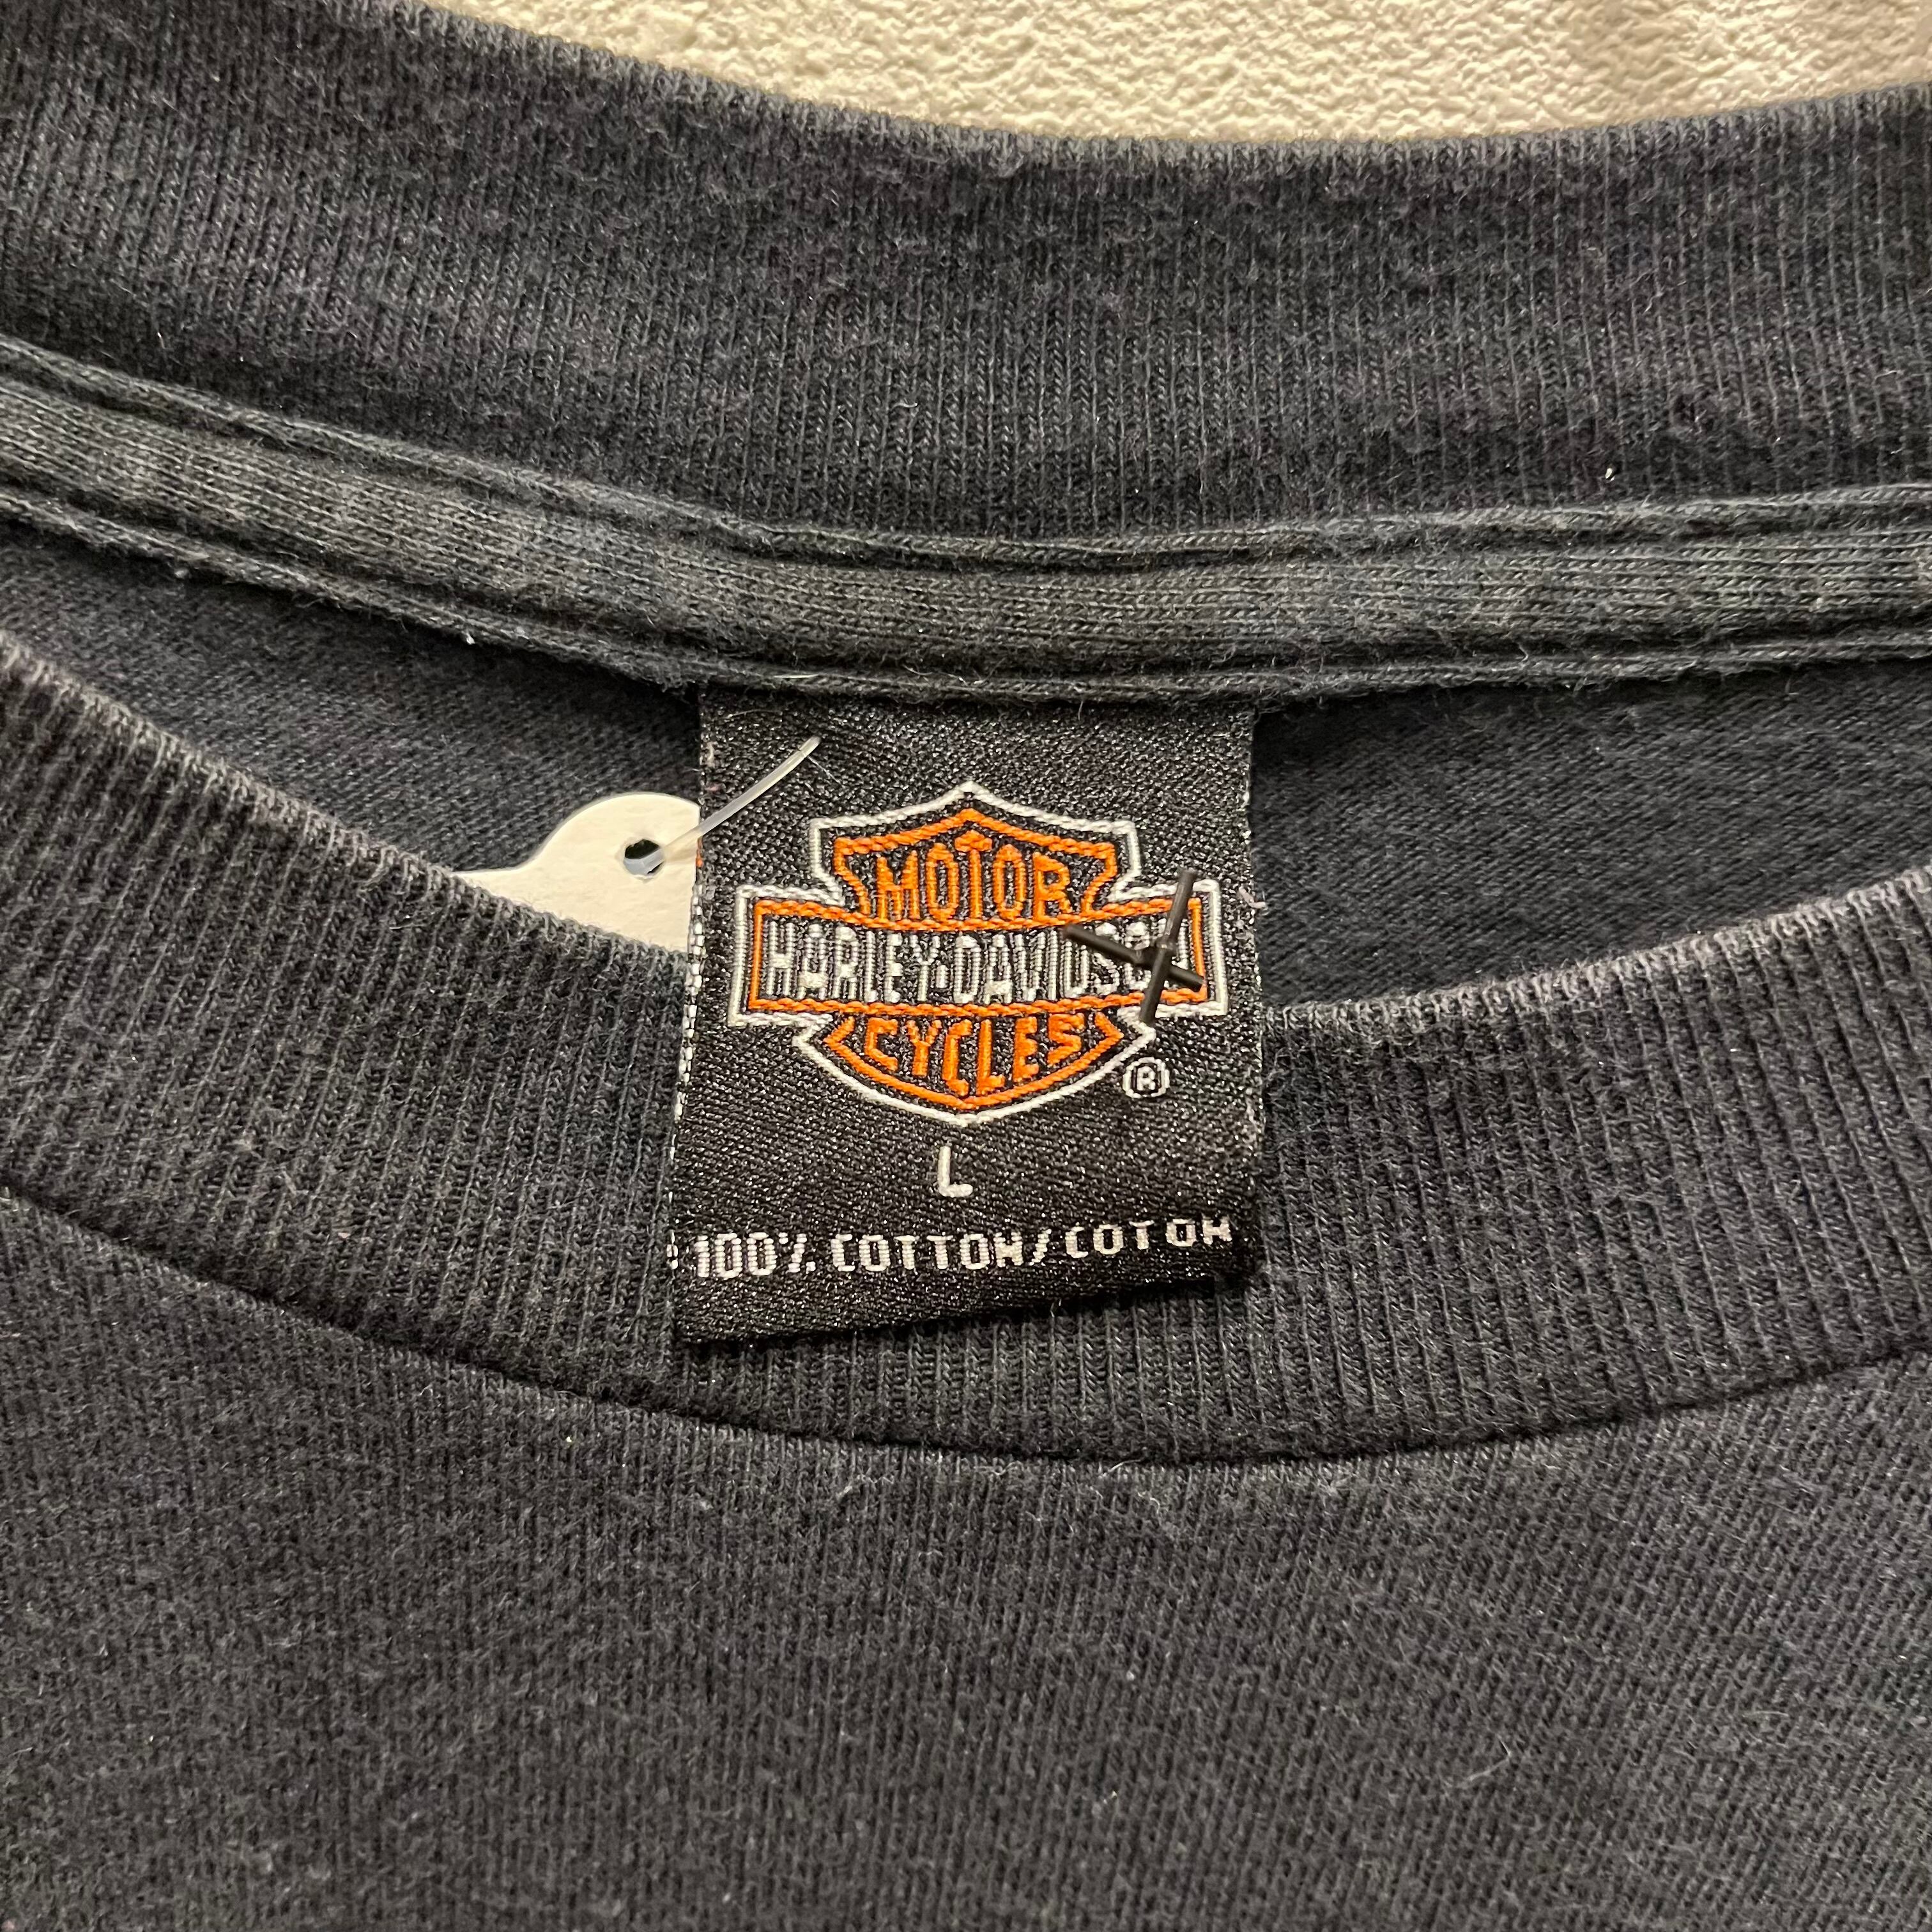 MOTOR
HARLEY-DAVIDSON
CYCLES
®
L
100% COTTON/COTON